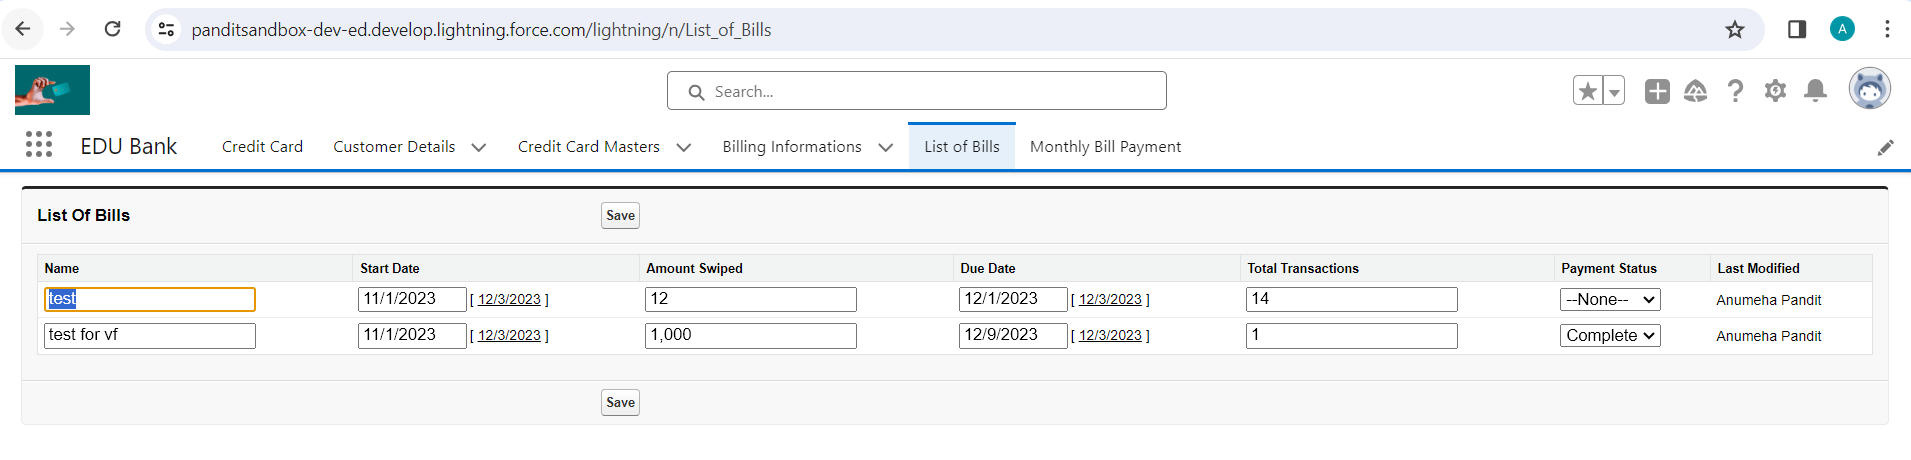 panditsandbox-dev-ed.develop.lightning.force.com/lightning/n/List_of_Bills A
Search...
EDU Bank Credit Card Customer Details Credit Card Masters Billing Informations List of Bills Monthly Bill Payment
List Of Bills Save
Name Start Date Amount Swiped Due Date Total Transactions Payment Status Last Modified
test 11/1/2023 [ 12/3/2023 ] 12 12/1/2023 [ 12/3/2023 ] 14 --None-- Anumeha Pandit
test for vf 11/1/2023 [ 12/3/2023 ] 1,000 12/9/2023 [ 12/3/2023 ] 1 Complete Anumeha Pandit
Save